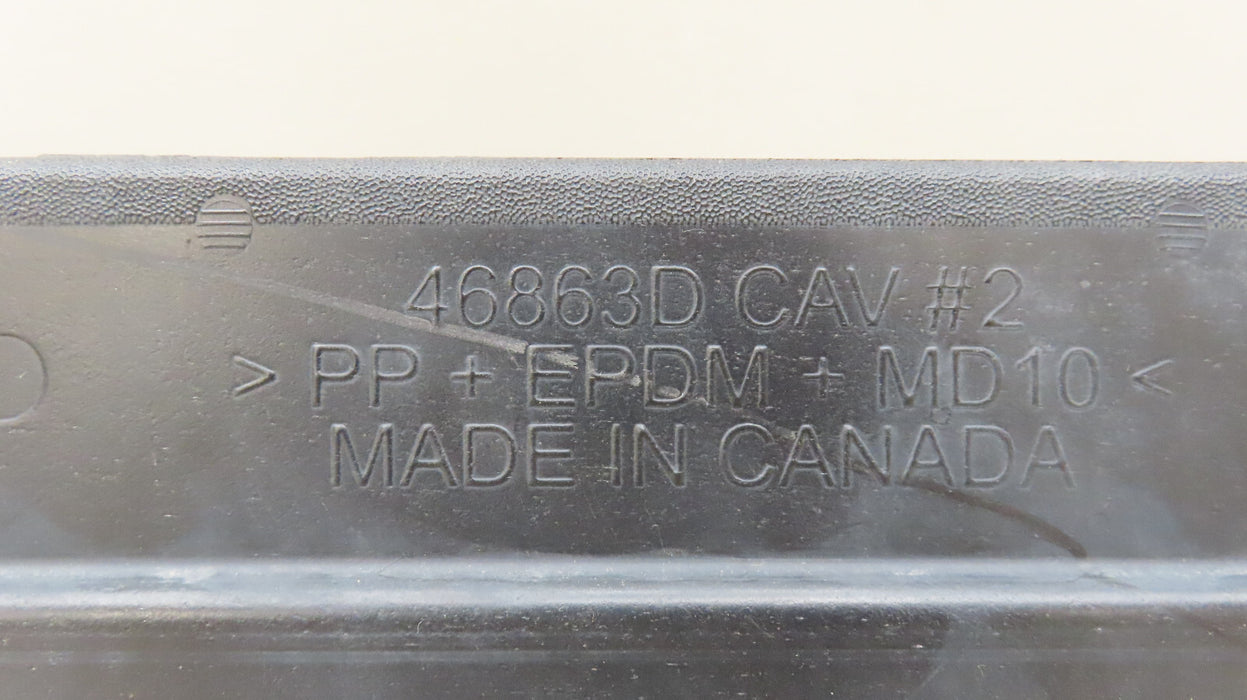 46863D CAV #2
> PP + EPDM + MD10 <
MADE IN CANADA